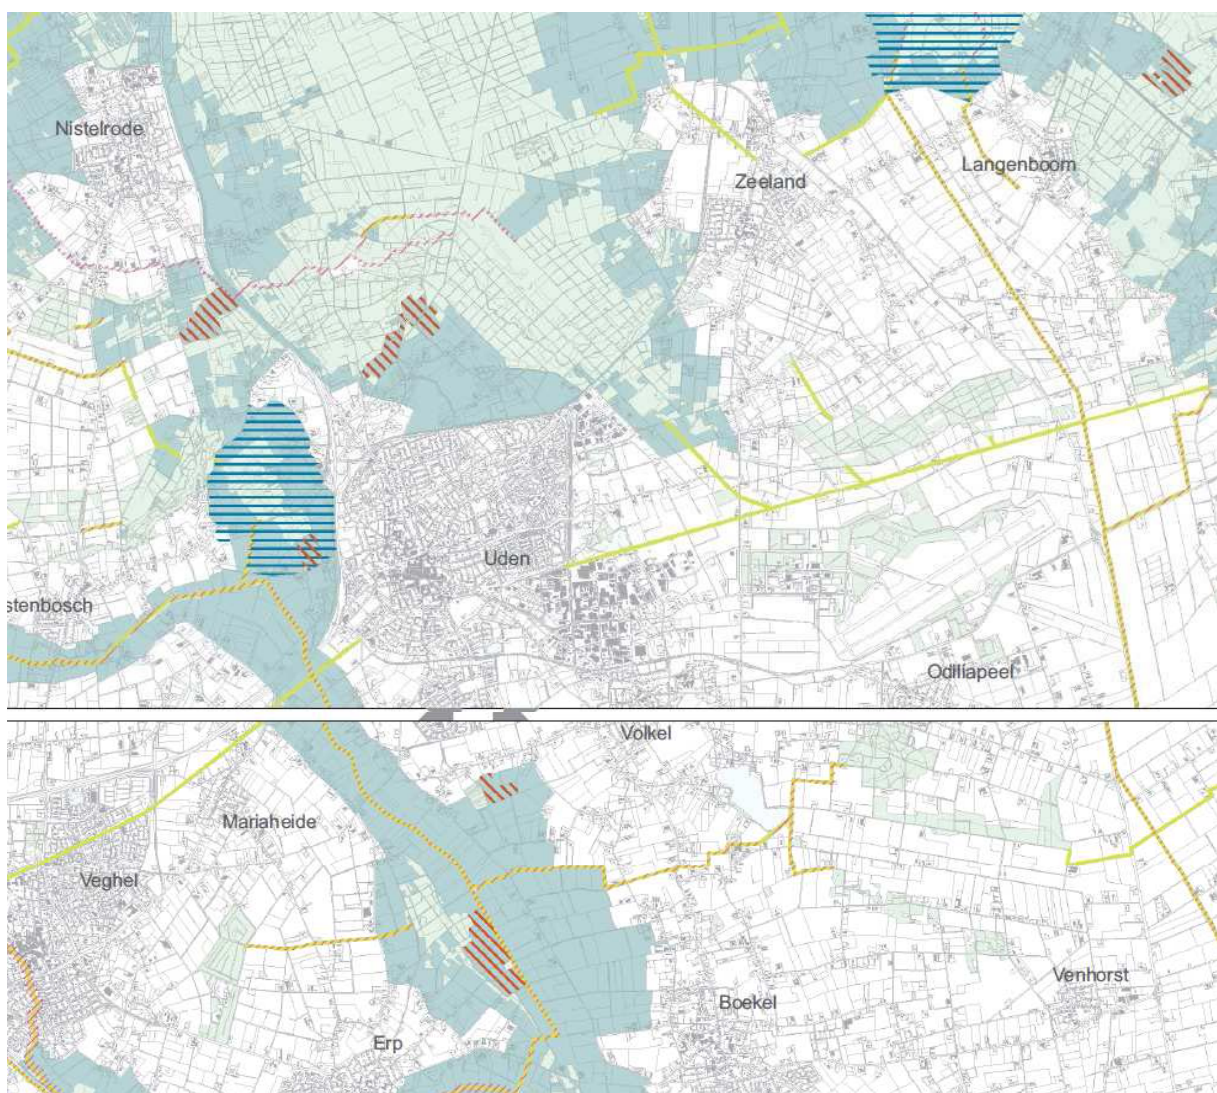 Nistelrode
Langenboom
Zeeland
Uden
stenbosch
Odiliapeel
Volkel
Mariaheide
Veghel
Venhorst
Boekel
Erp